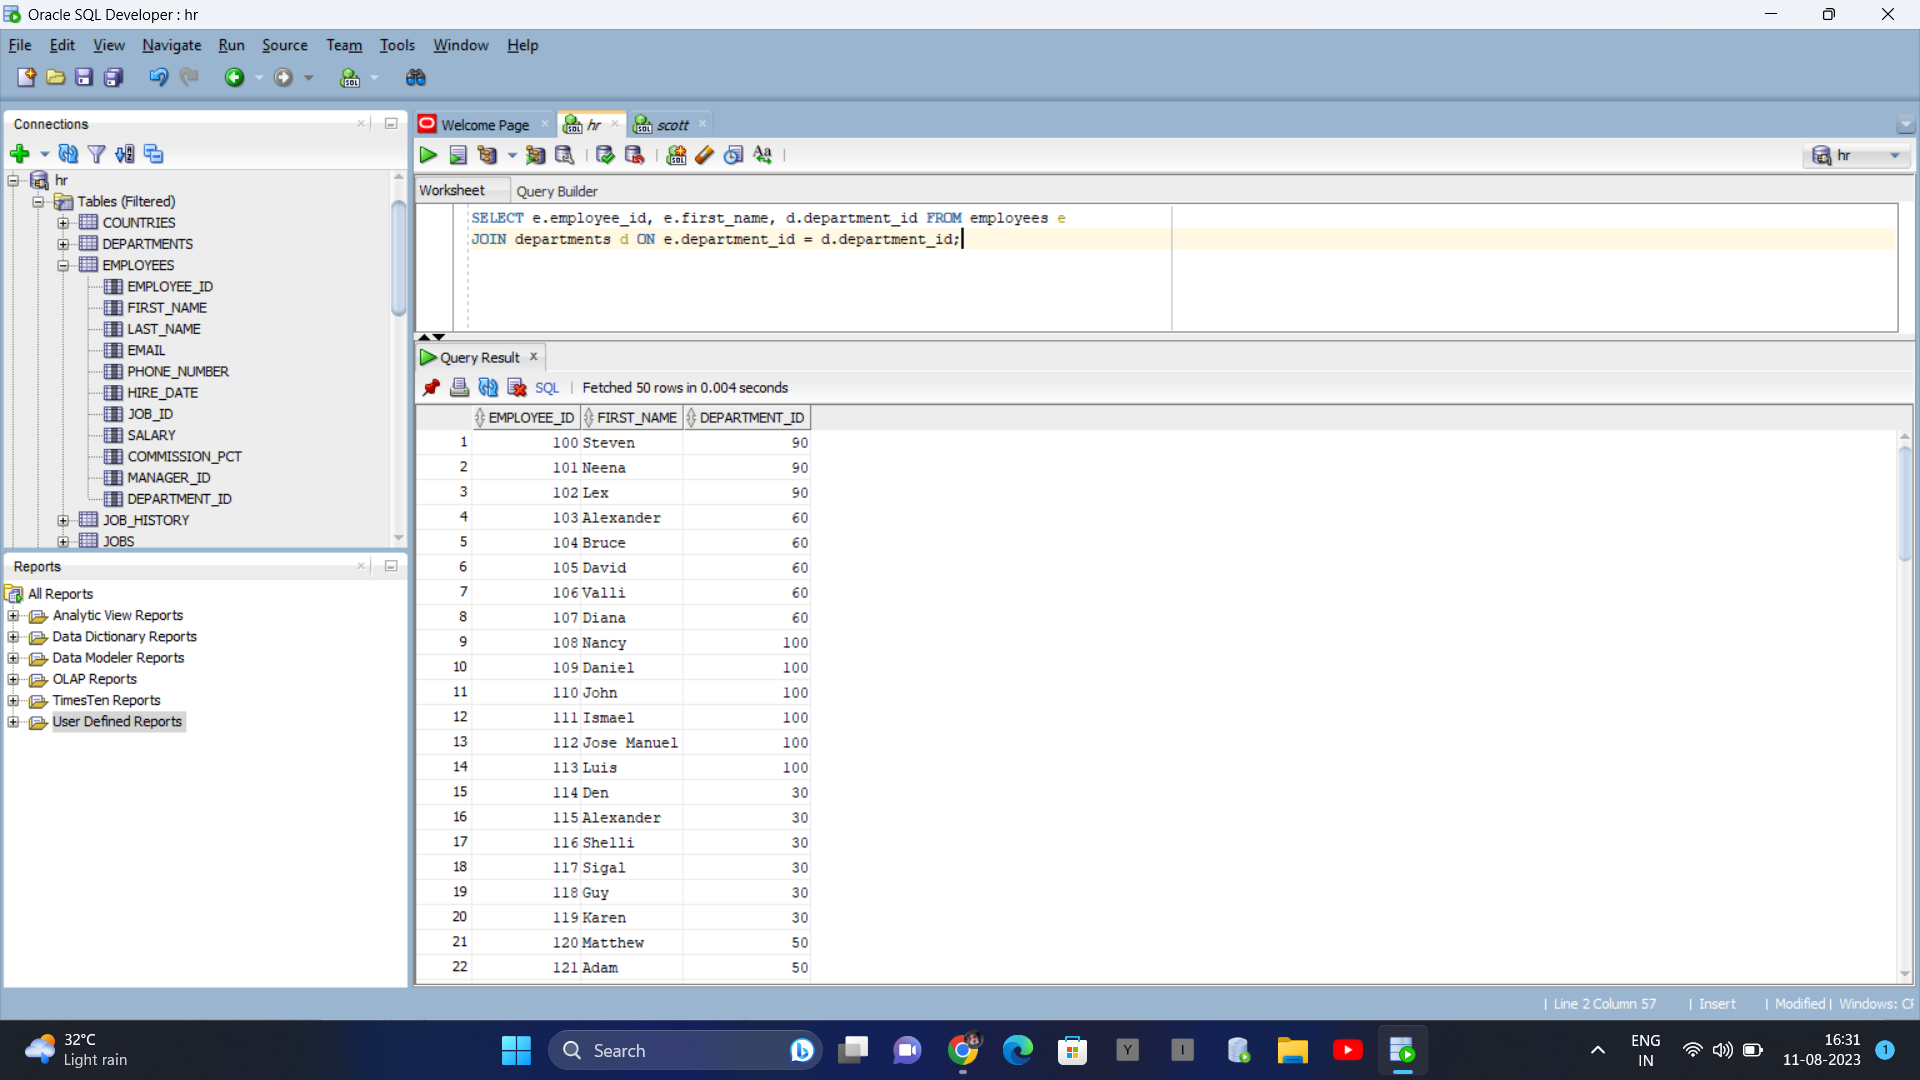 Oracle SQL Developer : hr
File Edit View Navigate Run Source Team Tools Window Help
Connections
Welcome Page
hr
scott
hr
Worksheet
Query Builder
hr
Tables (Filtered)
COUNTRIES
DEPARTMENTS
EMPLOYEES
EMPLOYEE_ID
FIRST_NAME
LAST_NAME
EMAIL
PHONE_NUMBER
HIRE_DATE
JOB_ID
SALARY
COMMISSION_PCT
MANAGER_ID
DEPARTMENT_ID
JOB_HISTORY
JOBS
SELECT e.employee_id, e.first_name, d.department_id FROM employees e
JOIN departments d ON e.department_id = d.department_id;
Query Result
SQL | Fetched 50 rows in 0.004 seconds
EMPLOYEE_ID FIRST_NAME DEPARTMENT_ID
1 100 Steven 90
2 101 Neena 90
3 102 Lex 90
4 103 Alexander 60
5 104 Bruce 60
6 105 David 60
7 106 Valli 60
8 107 Diana 60
9 108 Nancy 100
10 109 Daniel 100
11 110 John 100
12 111 Ismael 100
13 112 Jose Manuel 100
14 113 Luis 100
15 114 Den 30
16 115 Alexander 30
17 116 Shelli 30
18 117 Sigal 30
19 118 Guy 30
20 119 Karen 30
21 120 Matthew 50
22 121 Adam 50
Reports
All Reports
Analytic View Reports
Data Dictionary Reports
Data Modeler Reports
OLAP Reports
TimesTen Reports
User Defined Reports
| Line 2 Column 57 | Insert | Modified | Windows: CR
32°C
Light rain
Search
Y
I
ENG
IN
16:31
11-08-2023
1